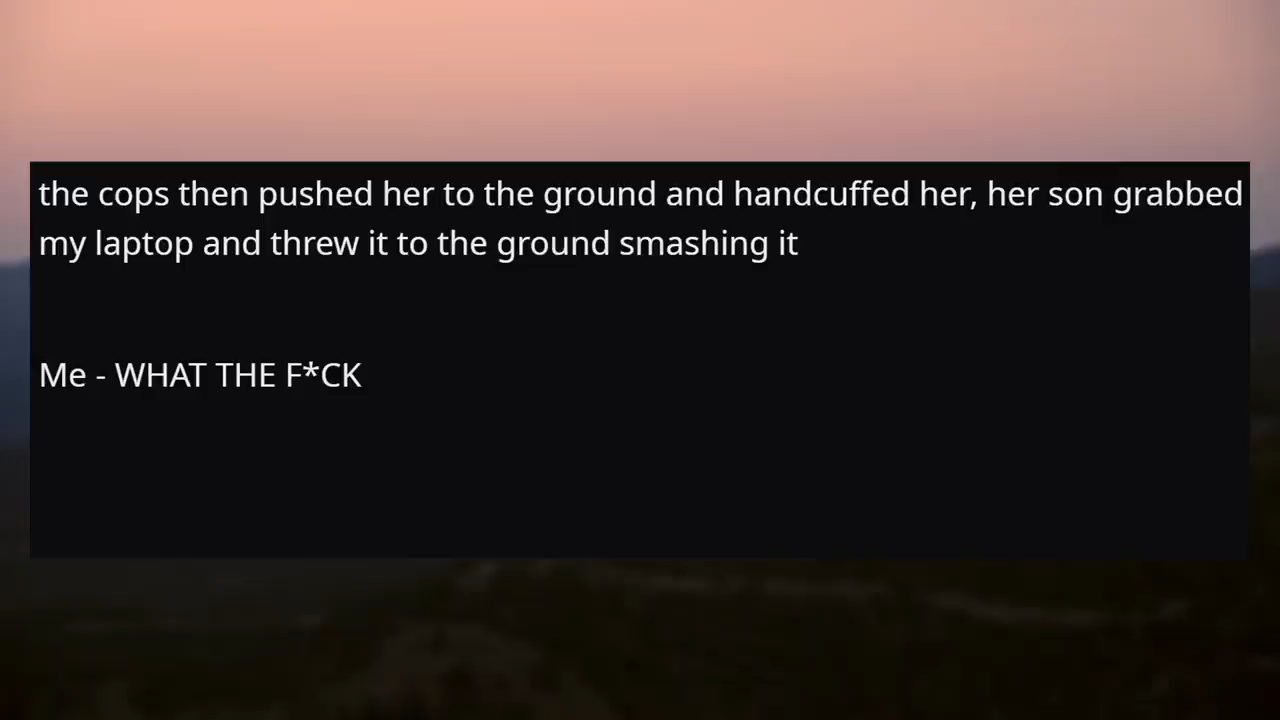 the cops then pushed her to the ground and handcuffed her, her son grabbed
my laptop and threw it to the ground smashing it
Me - WHAT THE F*CK